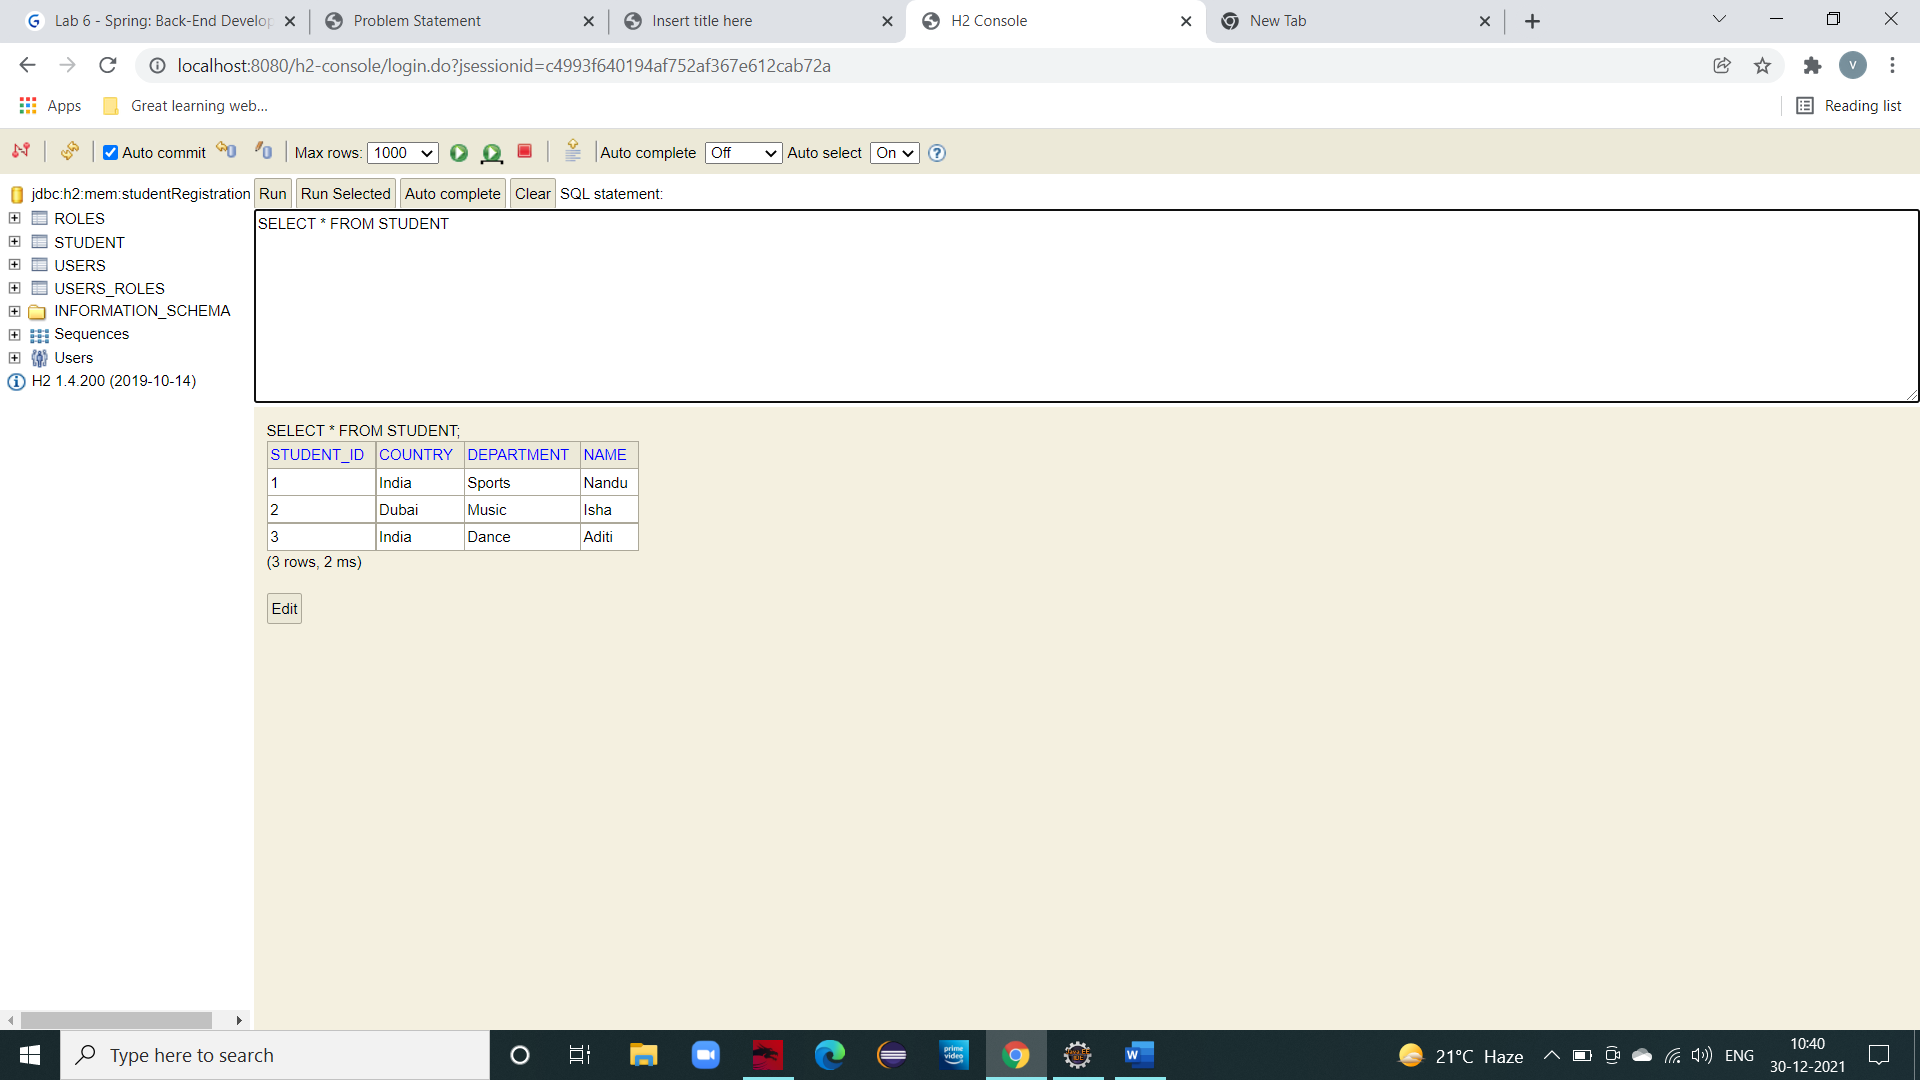 Lab 6 - Spring: Back-End Develop
Problem Statement
Insert title here
H2 Console
New Tab
localhost:8080/h2-console/login.do?jsessionid=c4993f640194af752af367e612cab72a
V
Apps
Great learning web...
Reading list
Auto commit
Max rows: 1000
Auto complete Off
Auto select On
jdbc:h2:mem:studentRegistration
Run Run Selected Auto complete Clear SQL statement:
ROLES
STUDENT
USERS
USERS_ROLES
INFORMATION_SCHEMA
Sequences
Users
H2 1.4.200 (2019-10-14)
SELECT * FROM STUDENT
SELECT * FROM STUDENT;
STUDENT_ID COUNTRY DEPARTMENT NAME
1 India Sports Nandu
2 Dubai Music Isha
3 India Dance Aditi
(3 rows, 2 ms)
Edit
Type here to search
prime video
W
21°C Haze
ENG
10:40
30-12-2021